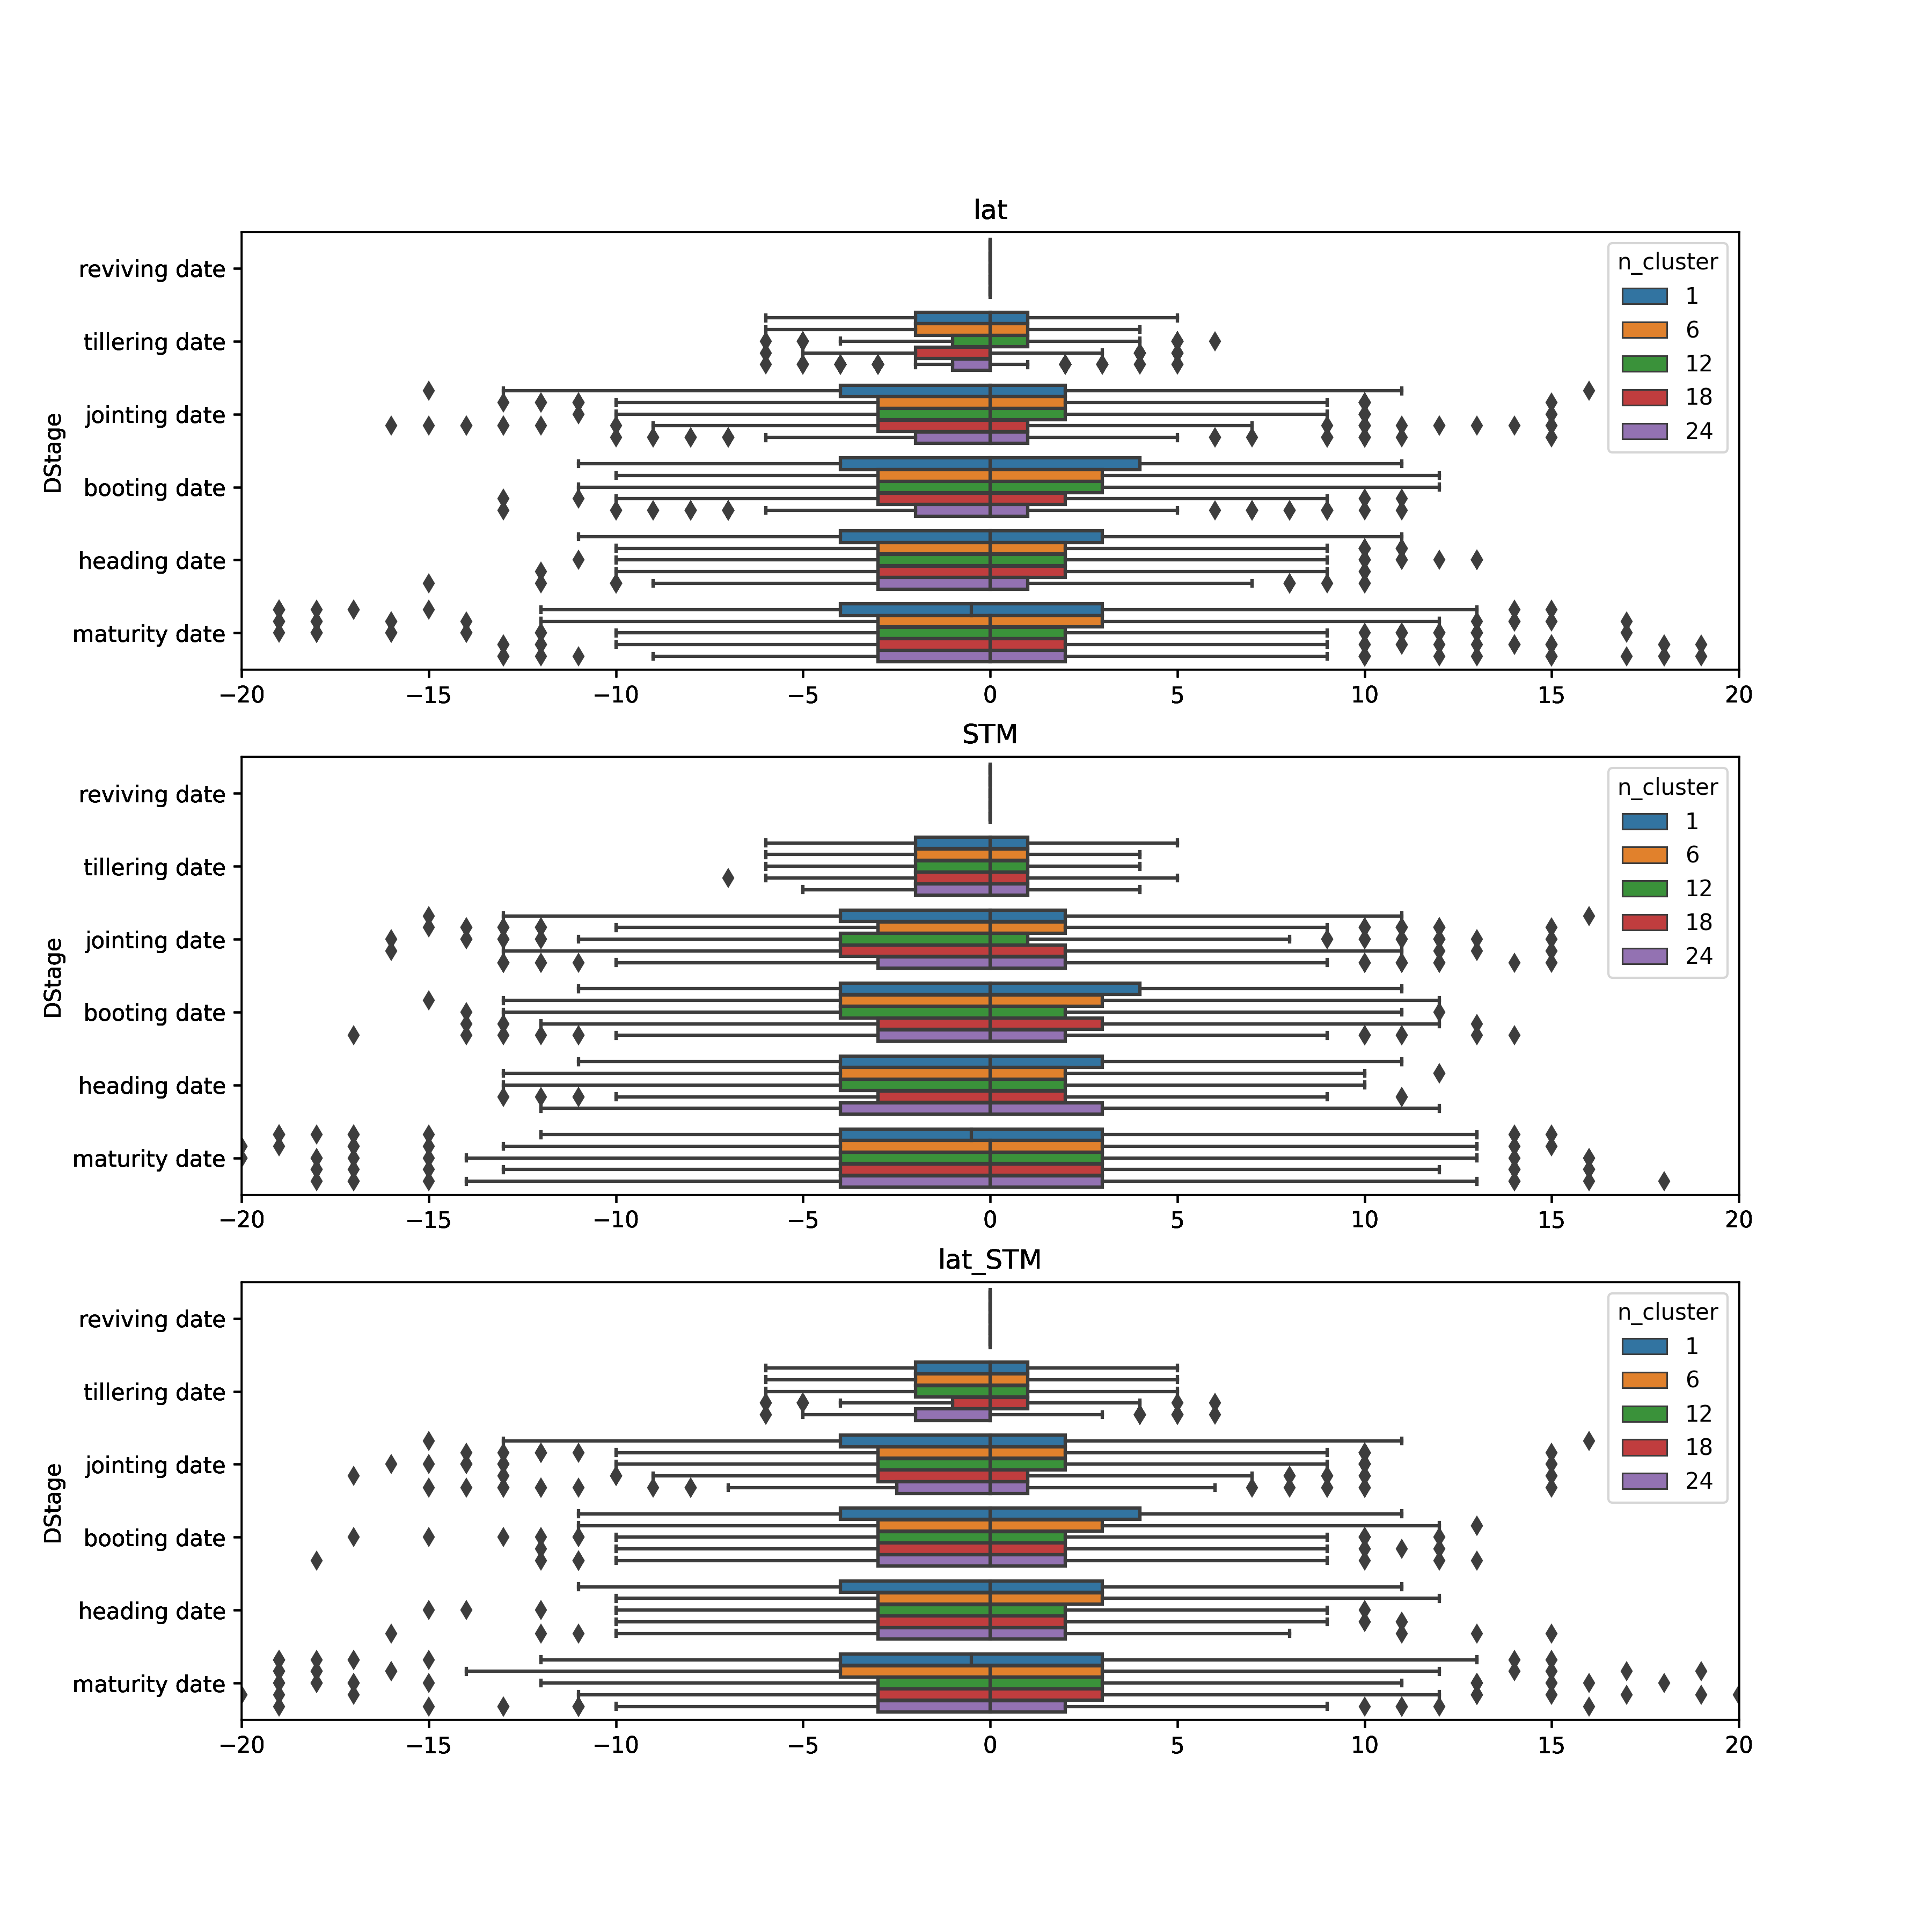 lat
reviving date
tillering date
jointing date
booting date
heading date
maturity date
DStage
n_cluster
1
6
12
18
24
−20 −15 −10 −5 0 5 10 15 20
STM
reviving date
tillering date
jointing date
booting date
heading date
maturity date
DStage
n_cluster
1
6
12
18
24
−20 −15 −10 −5 0 5 10 15 20
lat_STM
reviving date
tillering date
jointing date
booting date
heading date
maturity date
DStage
n_cluster
1
6
12
18
24
−20 −15 −10 −5 0 5 10 15 20